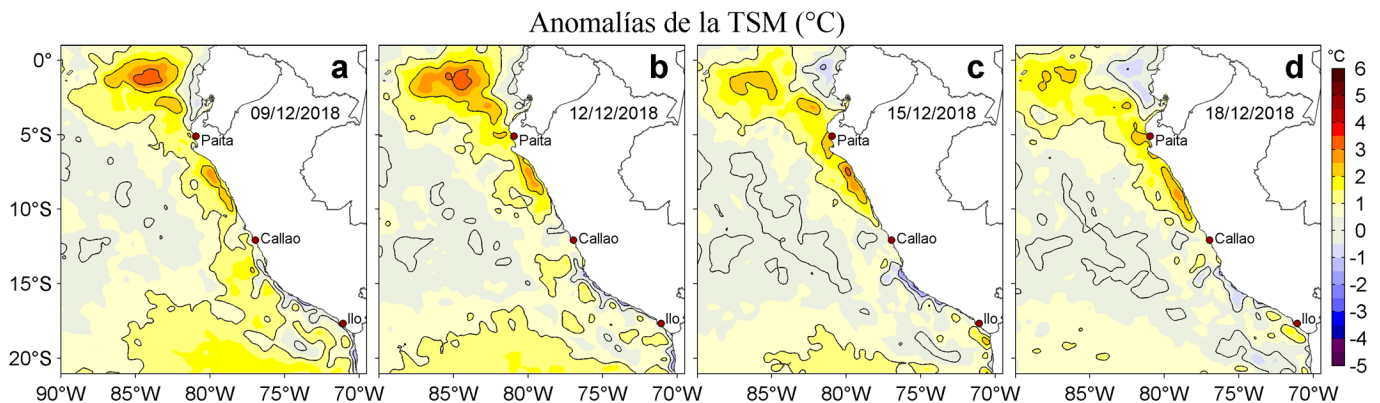 Anomalías de la TSM (°C)
a
b
c
d
09/12/2018
12/12/2018
15/12/2018
18/12/2018
0°
5°S
10°S
15°S
20°S
Paita
Callao
Ilo
Paita
Callao
Ilo
Paita
Callao
Ilo
Paita
Callao
Ilo
90°W 85°W 80°W 75°W 70°W
85°W 80°W 75°W 70°W
85°W 80°W 75°W 70°W
85°W 80°W 75°W 70°W
°C
6
5
4
3
2
1
0
-1
-2
-3
-4
-5